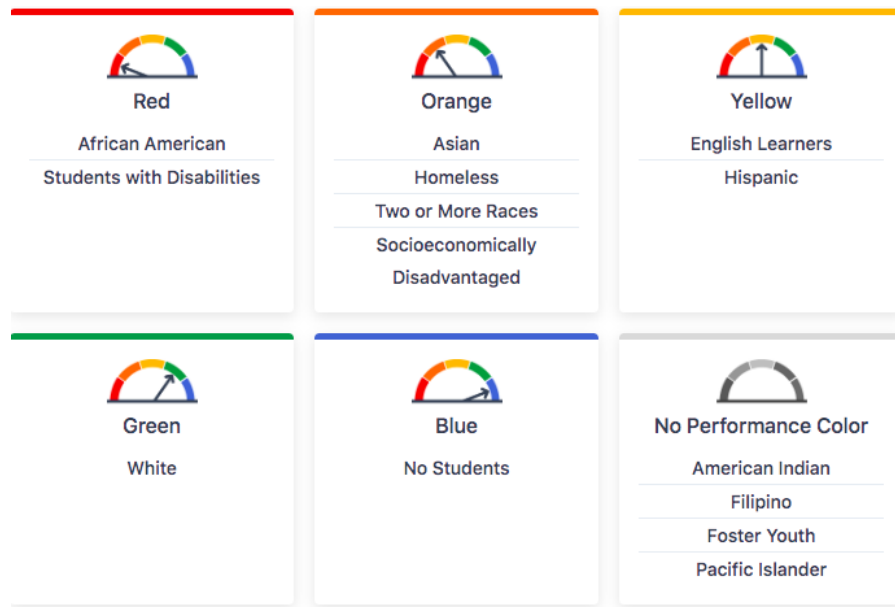 Red
African American
Students with Disabilities
Orange
Asian
Homeless
Two or More Races
Socioeconomically
Disadvantaged
Yellow
English Learners
Hispanic
Green
White
Blue
No Students
No Performance Color
American Indian
Filipino
Foster Youth
Pacific Islander